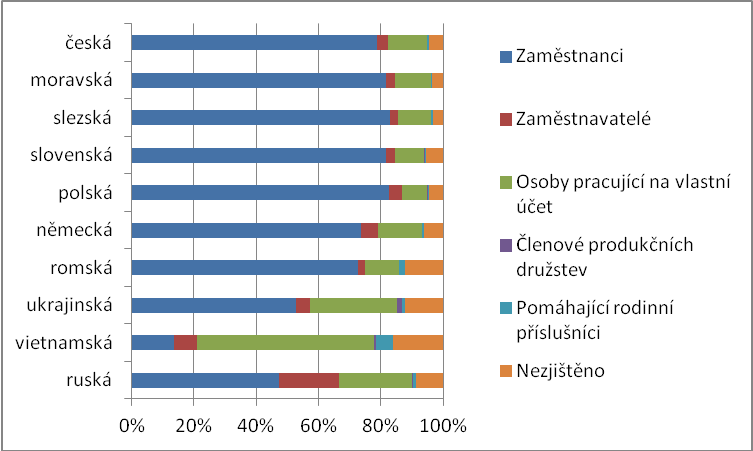 česká
moravská
slezská
slovenská
polská
německá
romská
ukrajinská
vietnamská
ruská
0% 20% 40% 60% 80% 100%
Zaměstnanci
Zaměstnavatelé
Osoby pracující na vlastní
účet
Členové produkčních
družstev
Pomáhající rodinní
příslušníci
Nezjištěno